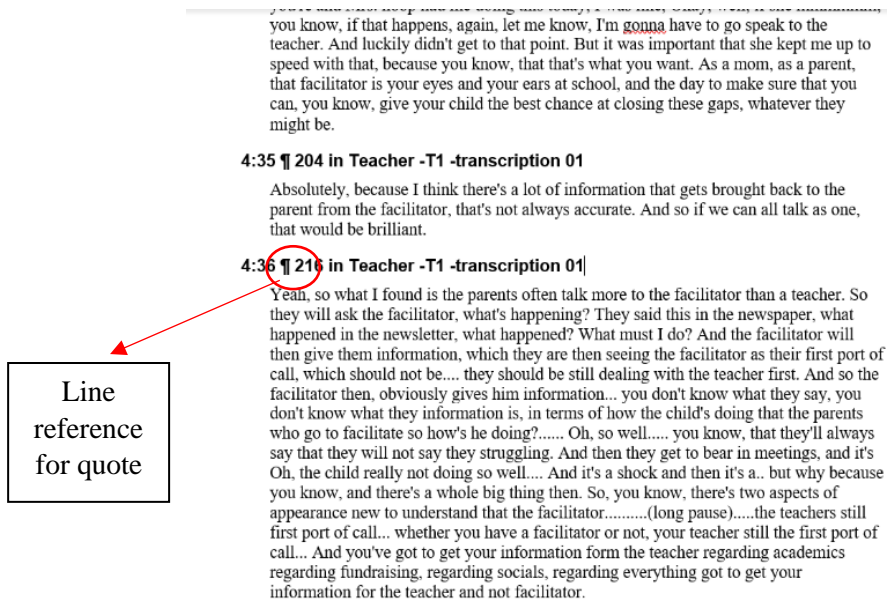 you know, if that happens, again, let me know, I'm gonna have to go speak to the
teacher. And luckily didn't get to that point. But it was important that she kept me up to
speed with that, because you know, that that's what you want. As a mom, as a parent,
that facilitator is your eyes and your ears at school, and the day to make sure that you
can, you know, give your child the best chance at closing these gaps, whatever they
might be.
4:35 ¶ 204 in Teacher -T1 -transcription 01
Absolutely, because I think there's a lot of information that gets brought back to the
parent from the facilitator, that's not always accurate. And so if we can all talk as one,
that would be brilliant.
4:36 ¶ 216 in Teacher -T1 -transcription 01
Yeah, so what I found is the parents often talk more to the facilitator than a teacher. So
they will ask the facilitator, what's happening? They said this in the newspaper, what
happened in the newsletter, what happened? What must I do? And the facilitator will
then give them information, which they are then seeing the facilitator as their first port of
call, which should not be.... they should be still dealing with the teacher first. And so the
facilitator then, obviously gives him information... you don't know what they say, you
don't know what they information is, in terms of how the child's doing that the parents
who go to facilitate so how's he doing?...... Oh, so well..... you know, that they'll always
say that they will not say they struggling. And then they get to bear in meetings, and it's
Oh, the child really not doing so well.... And it's a shock and then it's a.. but why because
you know, and there's a whole big thing then. So, you know, there's two aspects of
appearance new to understand that the facilitator..........(long pause).....the teachers still
first port of call... whether you have a facilitator or not, your teacher still the first port of
call... And you've got to get your information form the teacher regarding academics
regarding fundraising, regarding socials, regarding everything got to get your
information for the teacher and not facilitator.
Line
reference
for quote